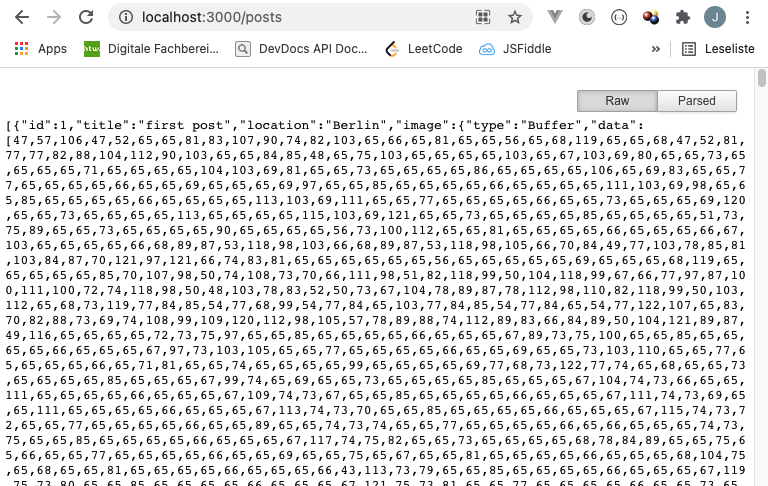 localhost:3000/posts
J
Apps
htw. Digitale Fachberei...
DevDocs API Doc...
LeetCode
JSFiddle
»
Leseliste
Raw
Parsed
[{"id":1,"title":"first post","location":"Berlin","image":{"type":"Buffer","data":
[47,57,106,47,52,65,65,81,83,107,90,74,82,103,65,66,65,81,65,65,56,65,68,119,65,65,68,47,52,81,
77,77,82,88,104,112,90,103,65,65,84,85,48,65,75,103,65,65,65,65,103,65,67,103,69,80,65,65,73,65
,65,65,65,71,65,65,65,65,104,103,69,81,65,65,73,65,65,65,65,86,65,65,65,65,106,65,69,83,65,65,7
7,65,65,65,65,66,65,65,69,65,65,65,69,97,65,65,85,65,65,65,65,66,65,65,65,65,111,103,69,98,65,6
5,85,65,65,65,65,66,65,65,65,65,113,103,69,111,65,65,77,65,65,65,65,66,65,65,73,65,65,65,69,120
,65,65,73,65,65,65,65,113,65,65,65,65,115,103,69,121,65,65,73,65,65,65,65,85,65,65,65,65,51,73,
75,89,65,65,73,65,65,65,65,90,65,65,65,65,56,73,100,112,65,65,81,65,65,65,65,66,65,65,65,66,67,
103,65,65,65,65,66,68,89,87,53,118,98,103,66,68,89,87,53,118,98,105,66,70,84,49,77,103,78,85,81
,103,84,87,70,121,97,121,66,74,83,81,65,65,65,65,65,65,56,65,65,65,65,65,69,65,65,65,68,119,65,
65,65,65,65,85,70,107,98,50,74,108,73,70,66,111,98,51,82,118,99,50,104,118,99,67,66,77,97,87,10
0,111,100,72,74,118,98,50,48,103,78,83,52,50,73,67,104,78,89,87,78,112,98,110,82,118,99,50,103,
112,65,68,73,119,77,84,85,54,77,68,99,54,77,84,65,103,77,84,85,54,77,84,65,54,77,122,107,65,83,
70,82,88,73,69,74,108,99,109,120,112,98,105,57,78,89,88,74,112,89,83,66,84,89,50,104,121,89,87,
49,116,65,65,65,65,72,73,75,97,65,65,85,65,65,65,65,66,65,65,65,67,89,73,75,100,65,65,85,65,65,
65,65,66,65,65,65,67,97,73,103,105,65,65,77,65,65,65,65,66,65,65,69,65,65,73,103,110,65,65,77,6
5,65,65,65,66,71,81,65,65,74,65,65,65,65,99,65,65,65,65,69,77,68,73,122,77,74,65,68,65,65,73
,65,65,65,85,65,65,65,67,99,74,65,69,65,65,73,65,65,65,65,85,65,65,65,67,104,74,73,66,65,65,
111,65,65,65,65,66,65,65,65,67,109,74,73,67,65,65,85,65,65,65,65,66,65,65,65,67,111,74,73,69,65
,65,111,65,65,65,65,66,65,65,65,67,113,74,73,70,65,65,85,65,65,65,65,66,65,65,65,67,115,74,73,7
2,65,65,77,65,65,65,65,66,65,65,89,65,65,74,73,74,65,65,77,65,65,65,65,66,65,66,65,65,74,73,
75,65,65,85,65,65,65,65,66,65,65,65,67,117,74,75,82,65,65,73,65,65,65,65,68,78,84,89,65,65,75,65
,66,65,65,77,65,65,65,65,66,65,69,65,65,75,65,67,65,65,81,65,65,65,65,66,65,65,65,68,104,75
,65,68,65,65,81,65,65,65,65,66,65,65,65,66,43,113,73,79,65,65,85,65,65,65,65,66,65,65,67,119